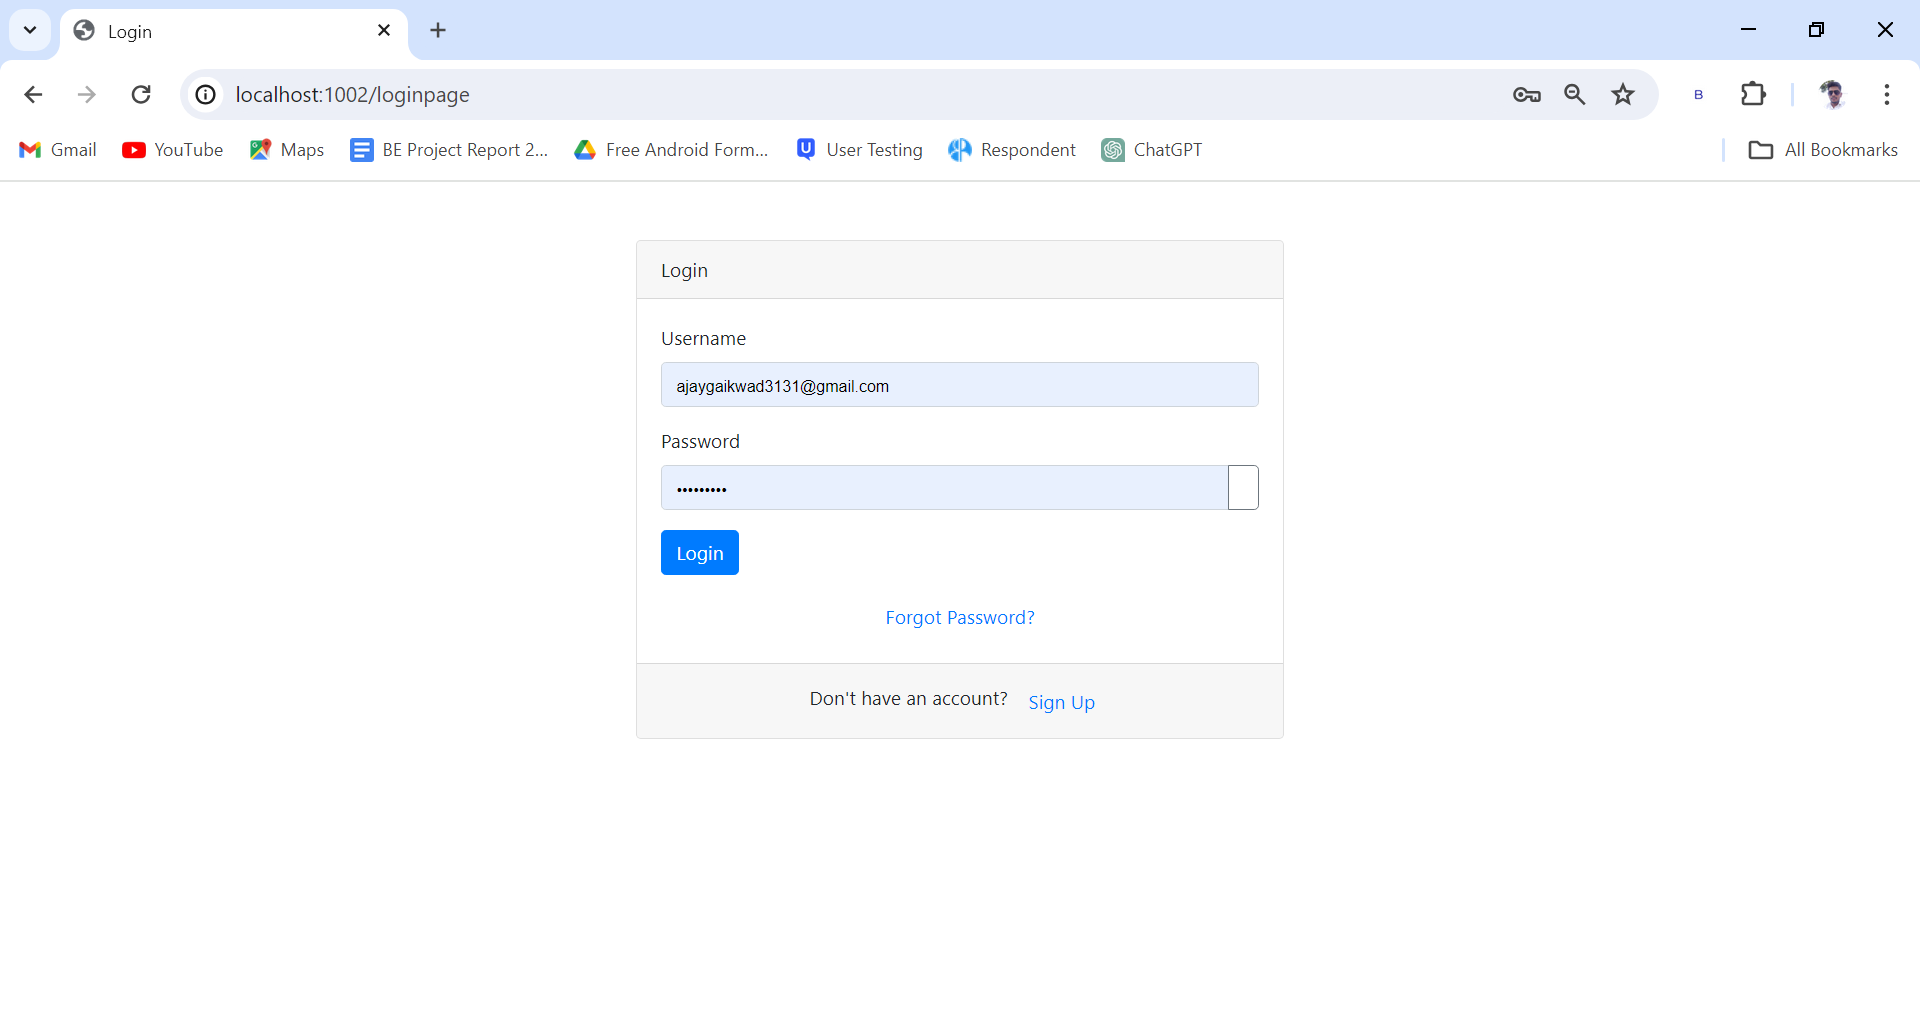 Login
localhost:1002/loginpage
B
Gmail YouTube Maps BE Project Report 2... Free Android Form... User Testing Respondent ChatGPT All Bookmarks
Login
Username
ajaygaikwad3131@gmail.com
Password
•••••••••
Login
Forgot Password?
Don't have an account? Sign Up